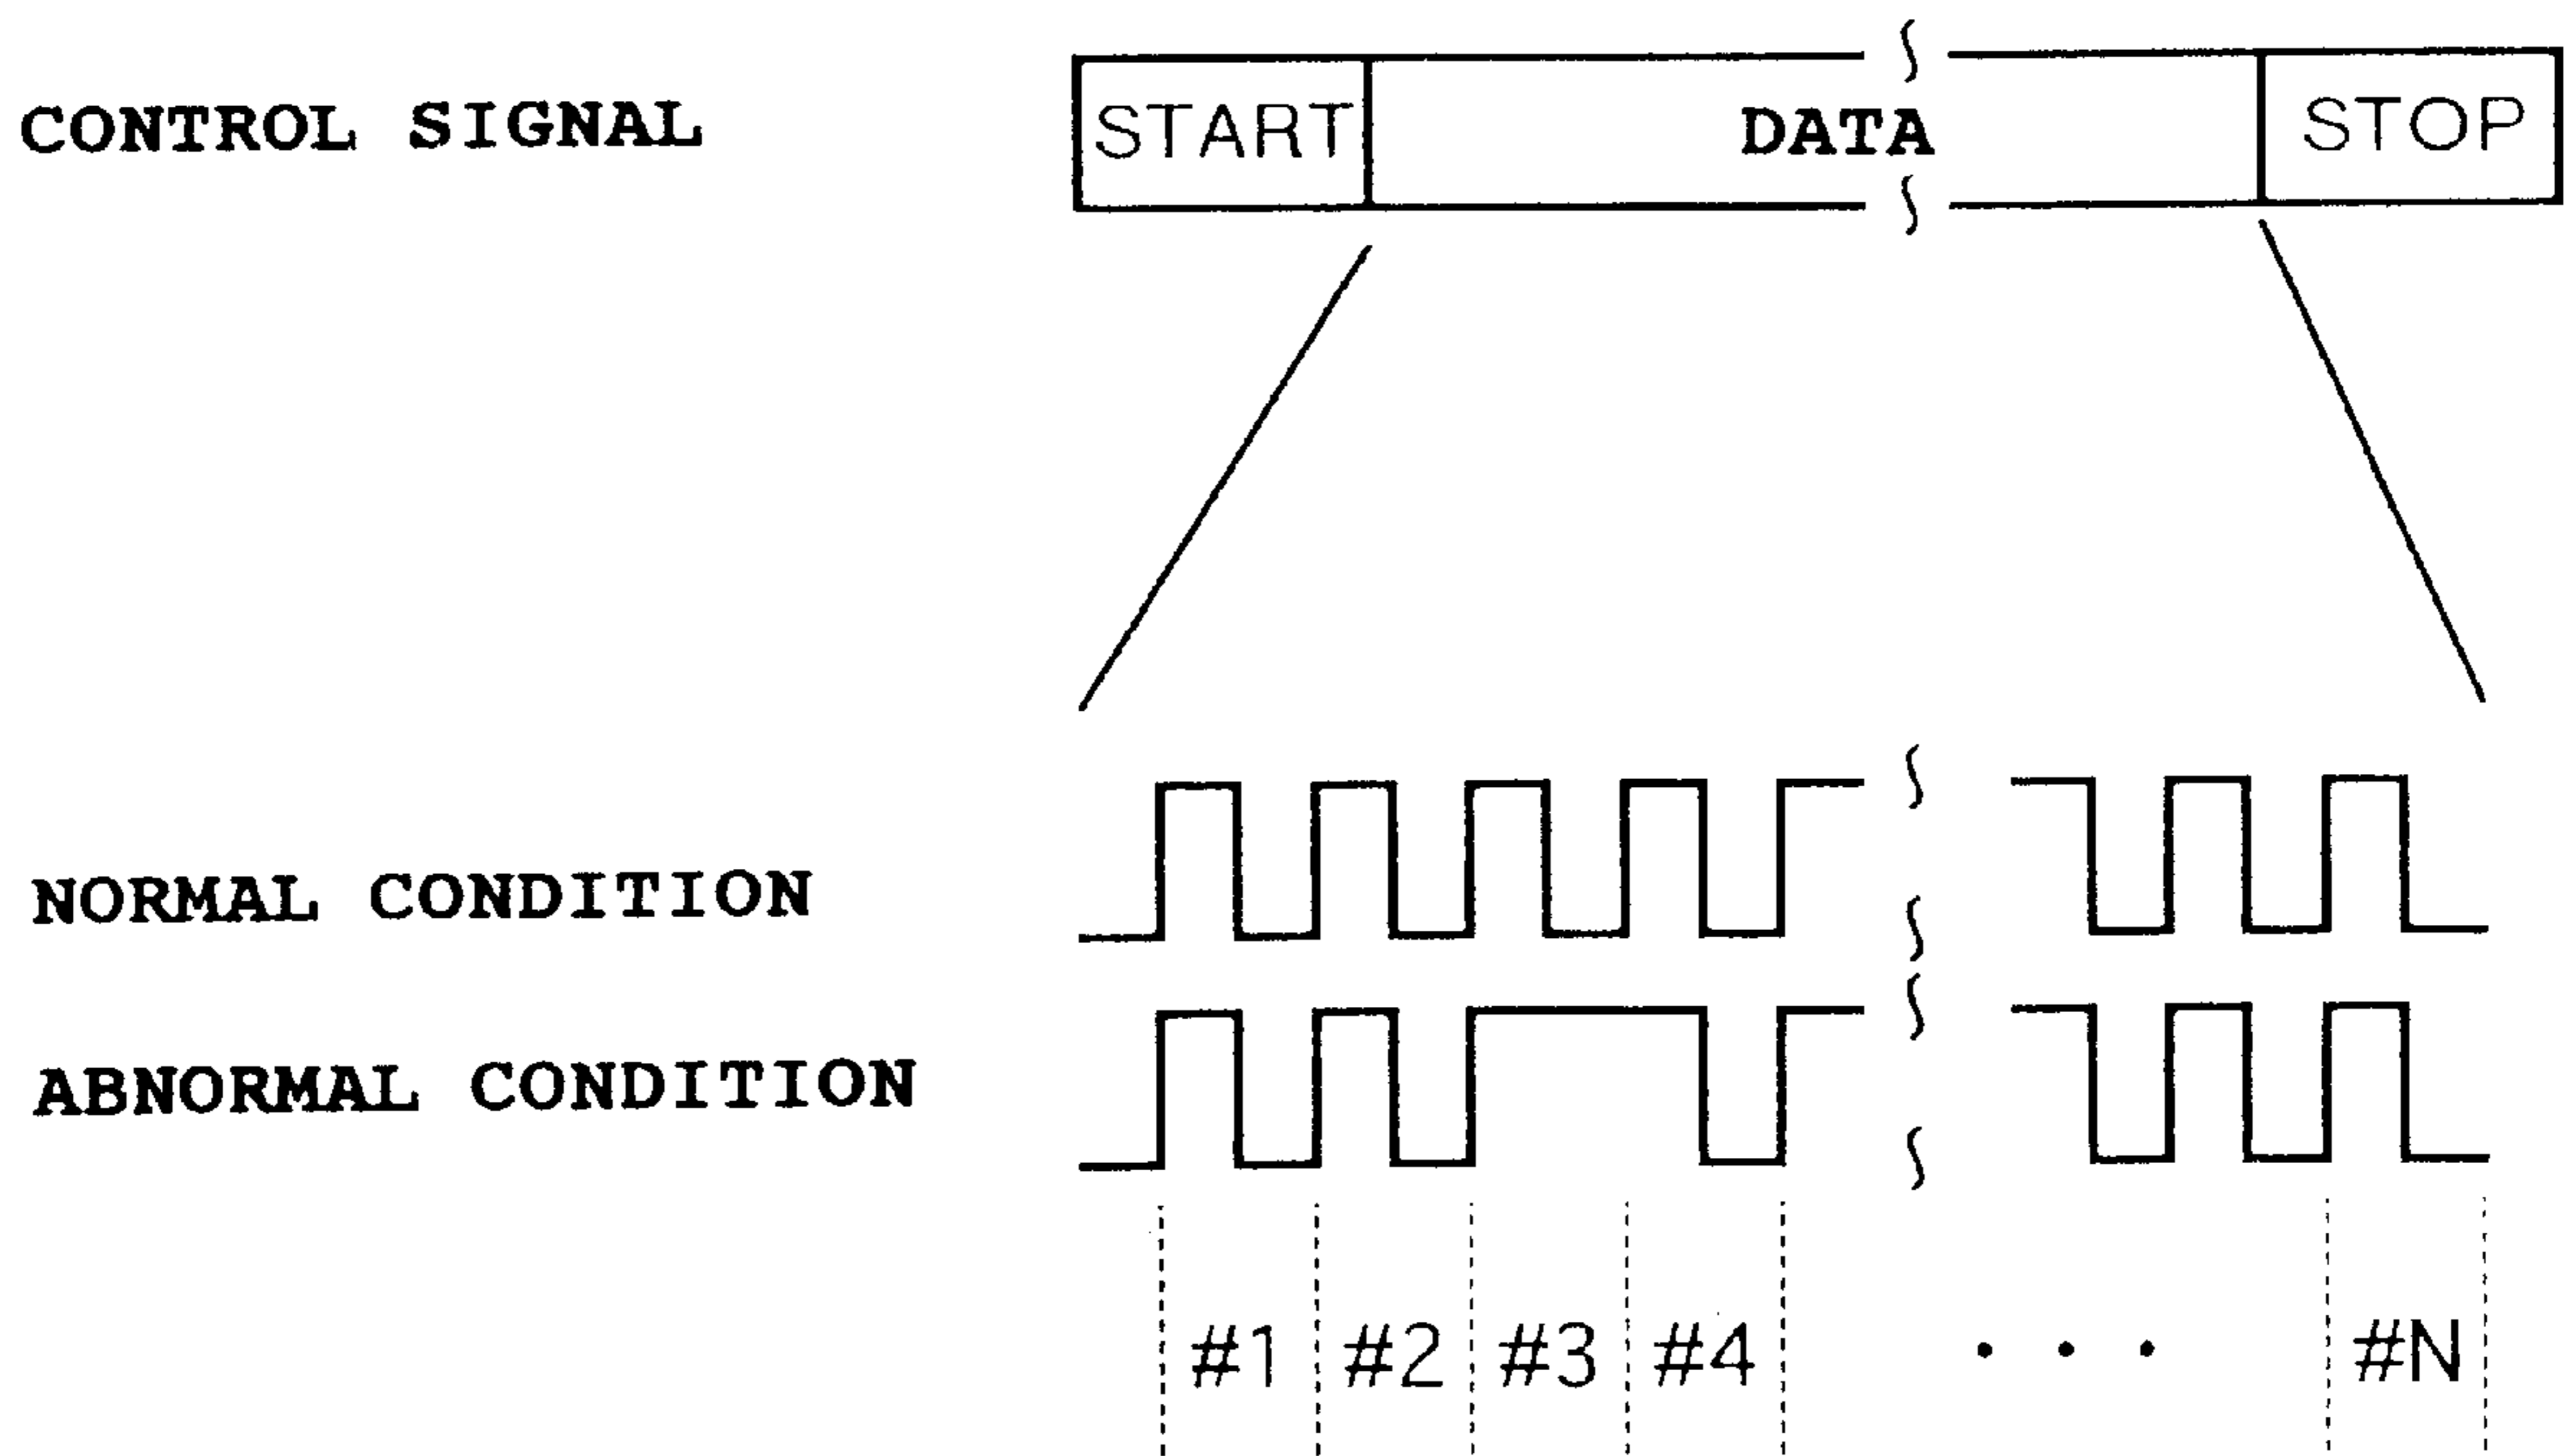 CONTROL SIGNAL
START
DATA
STOP
NORMAL CONDITION
ABNORMAL CONDITION
#1 #2 #3 #4 • • • #N